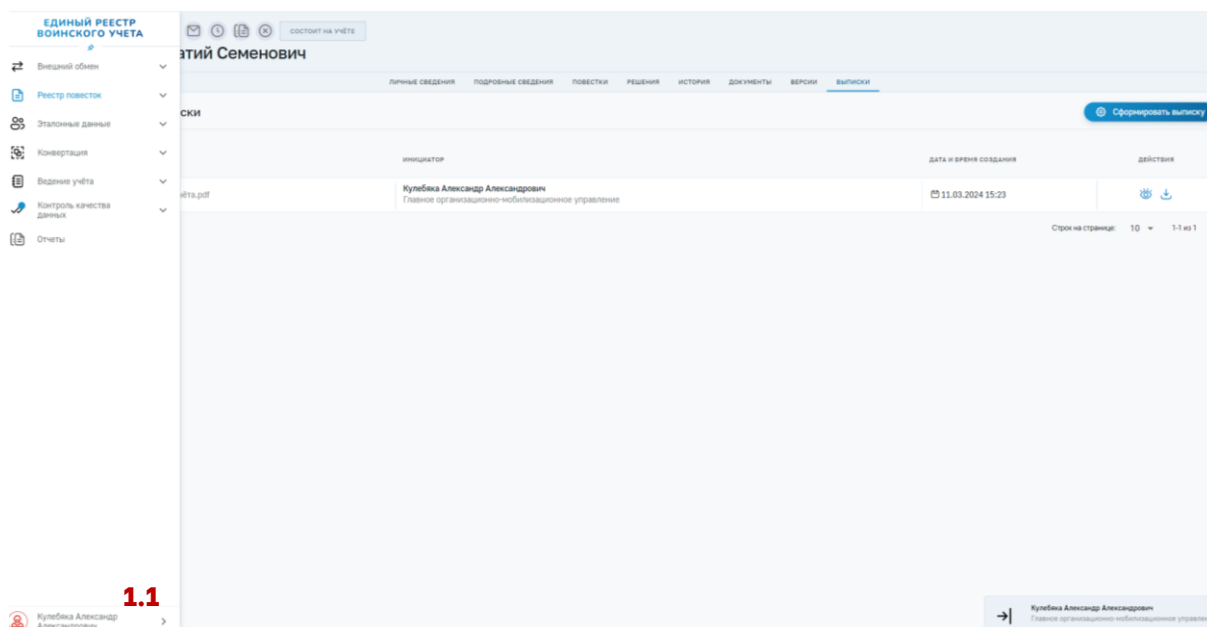 ЕДИНЫЙ РЕЕСТР
ВОИНСКОГО УЧЕТА
Внешний обмен
Реестр повесток
Эталонные данные
Конвертация
Ведение учёта
Контроль качества
данных
Отчеты
СОСТОИТ НА УЧЁТЕ
атий Семенович
ЛИЧНЫЕ СВЕДЕНИЯ ПОДРОБНЫЕ СВЕДЕНИЯ ПОВЕСТКИ РЕШЕНИЯ ИСТОРИЯ ДОКУМЕНТЫ ВЕРСИИ ВЫПИСКИ
ски
Сформировать выписку
ИНИЦИАТОР ДАТА И ВРЕМЯ СОЗДАНИЯ ДЕЙСТВИЯ
чёта.pdf
Кулебяка Александр Александрович
Главное организационно-мобилизационное управление
11.03.2024 15:23
Строк на странице: 10 1-1 из 1
1.1
Кулебяка Александр
Александрович
Кулебяка Александр Александрович
Главное организационно-мобилизационное управлен